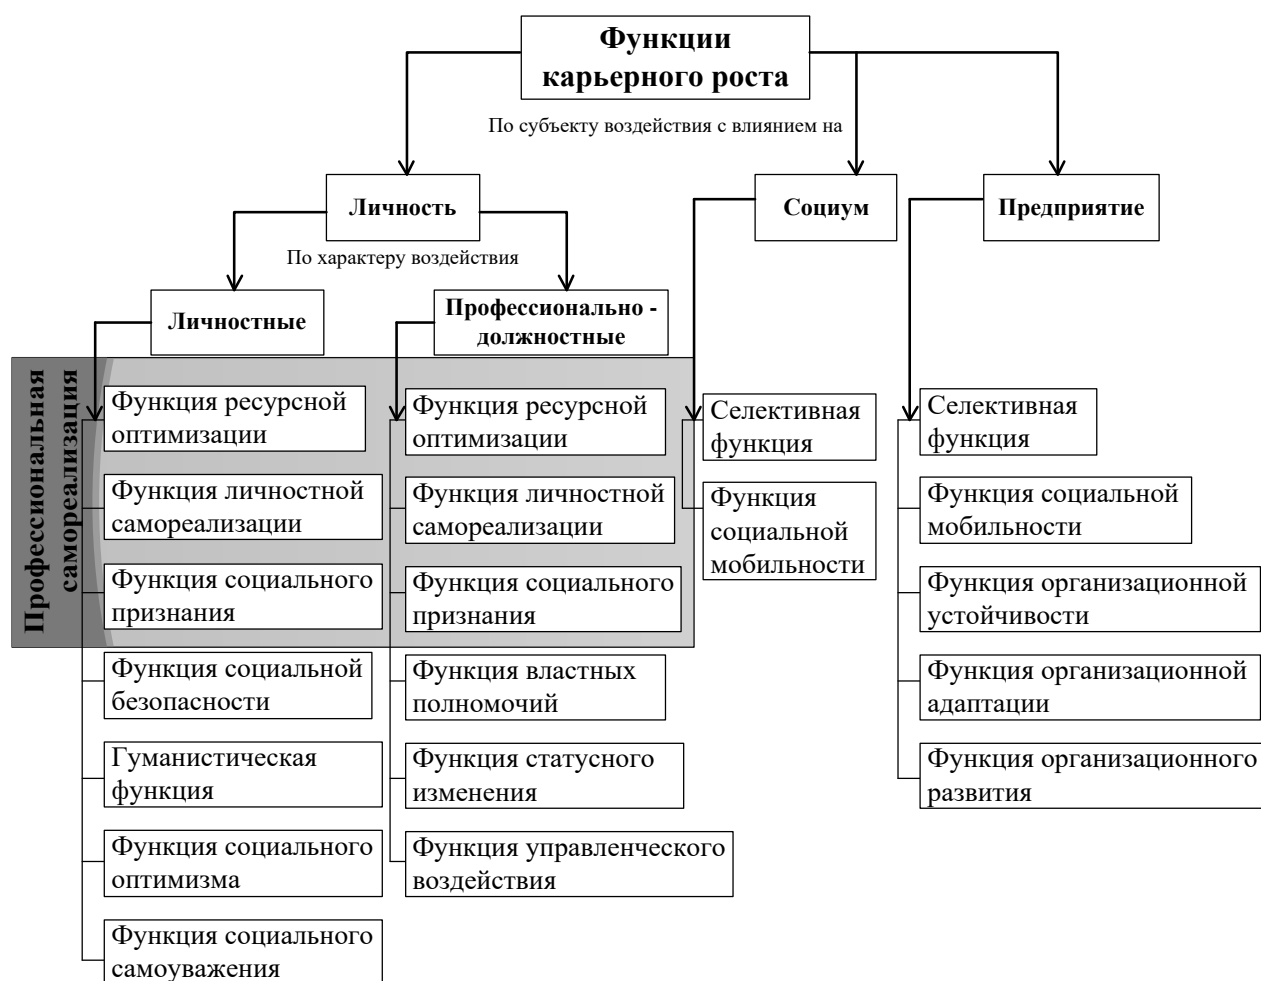 Функции
карьерного роста
По субъекту воздействия с влиянием на
Личность
Социум
Предприятие
По характеру воздействия
Личностные
Профессионально -
должностные
Профессиональная
самореализация
Функция ресурсной
оптимизации
Функция личностной
самореализации
Функция социального
признания
Функция социальной
безопасности
Гуманистическая
функция
Функция социального
оптимизма
Функция социального
самоуважения
Функция ресурсной
оптимизации
Функция личностной
самореализации
Функция социального
признания
Функция властных
полномочий
Функция статусного
изменения
Функция управленческого
воздействия
Селективная
функция
Функция
социальной
мобильности
Селективная
функция
Функция социальной
мобильности
Функция организационной
устойчивости
Функция организационной
адаптации
Функция организационного
развития